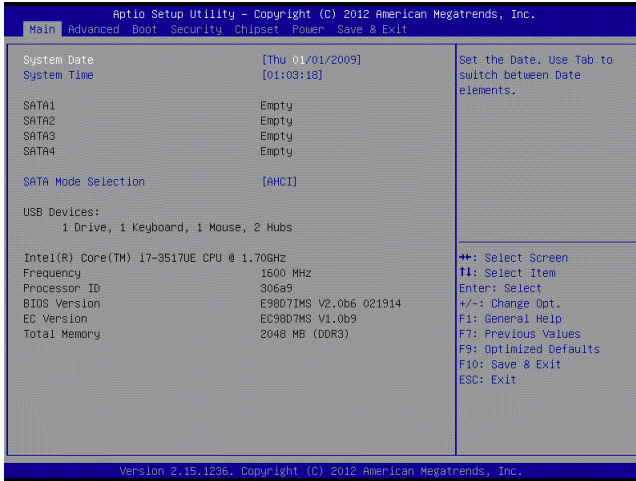 Aptio Setup Utility – Copyright (C) 2012 American Megatrends, Inc.
Main Advanced Boot Security Chipset Power Save & Exit
System Date [Thu 01/01/2009]
System Time [01:03:18]
SATA1 Empty
SATA2 Empty
SATA3 Empty
SATA4 Empty
SATA Mode Selection [AHCI]
USB Devices:
1 Drive, 1 Keyboard, 1 Mouse, 2 Hubs
Intel(R) Core(TM) i7-3517UE CPU @ 1.70GHz
Frequency 1600 MHz
Processor ID 306a9
BIOS Version E98D7IMS V2.0b6 021914
EC Version EC98D7MS V1.0b9
Total Memory 2048 MB (DDR3)
Set the Date. Use Tab to
switch between Date
elements.
→←: Select Screen
↑↓: Select Item
Enter: Select
+/-: Change Opt.
F1: General Help
F7: Previous Values
F9: Optimized Defaults
F10: Save & Exit
ESC: Exit
Version 2.15.1236. Copyright (C) 2012 American Megatrends, Inc.